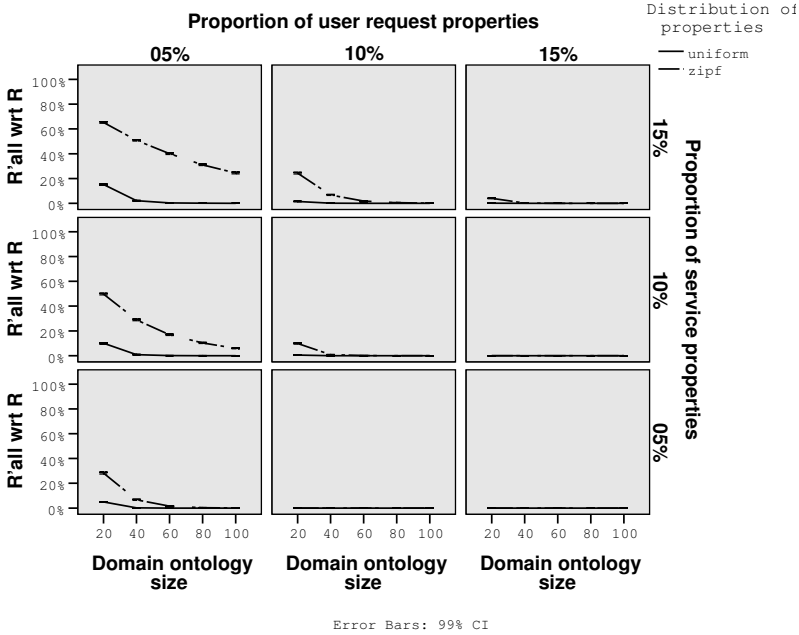 Proportion of user request properties
Distribution of
properties
uniform
zipf
05% 10% 15%
R'all wrt R
100%
80%
60%
40%
20%
0%
15%
R'all wrt R
100%
80%
60%
40%
20%
0%
10%
R'all wrt R
100%
80%
60%
40%
20%
0%
05%
Proportion of service properties
20 40 60 80 100 20 40 60 80 100 20 40 60 80 100
Domain ontology
size
Domain ontology
size
Domain ontology
size
Error Bars: 99% CI